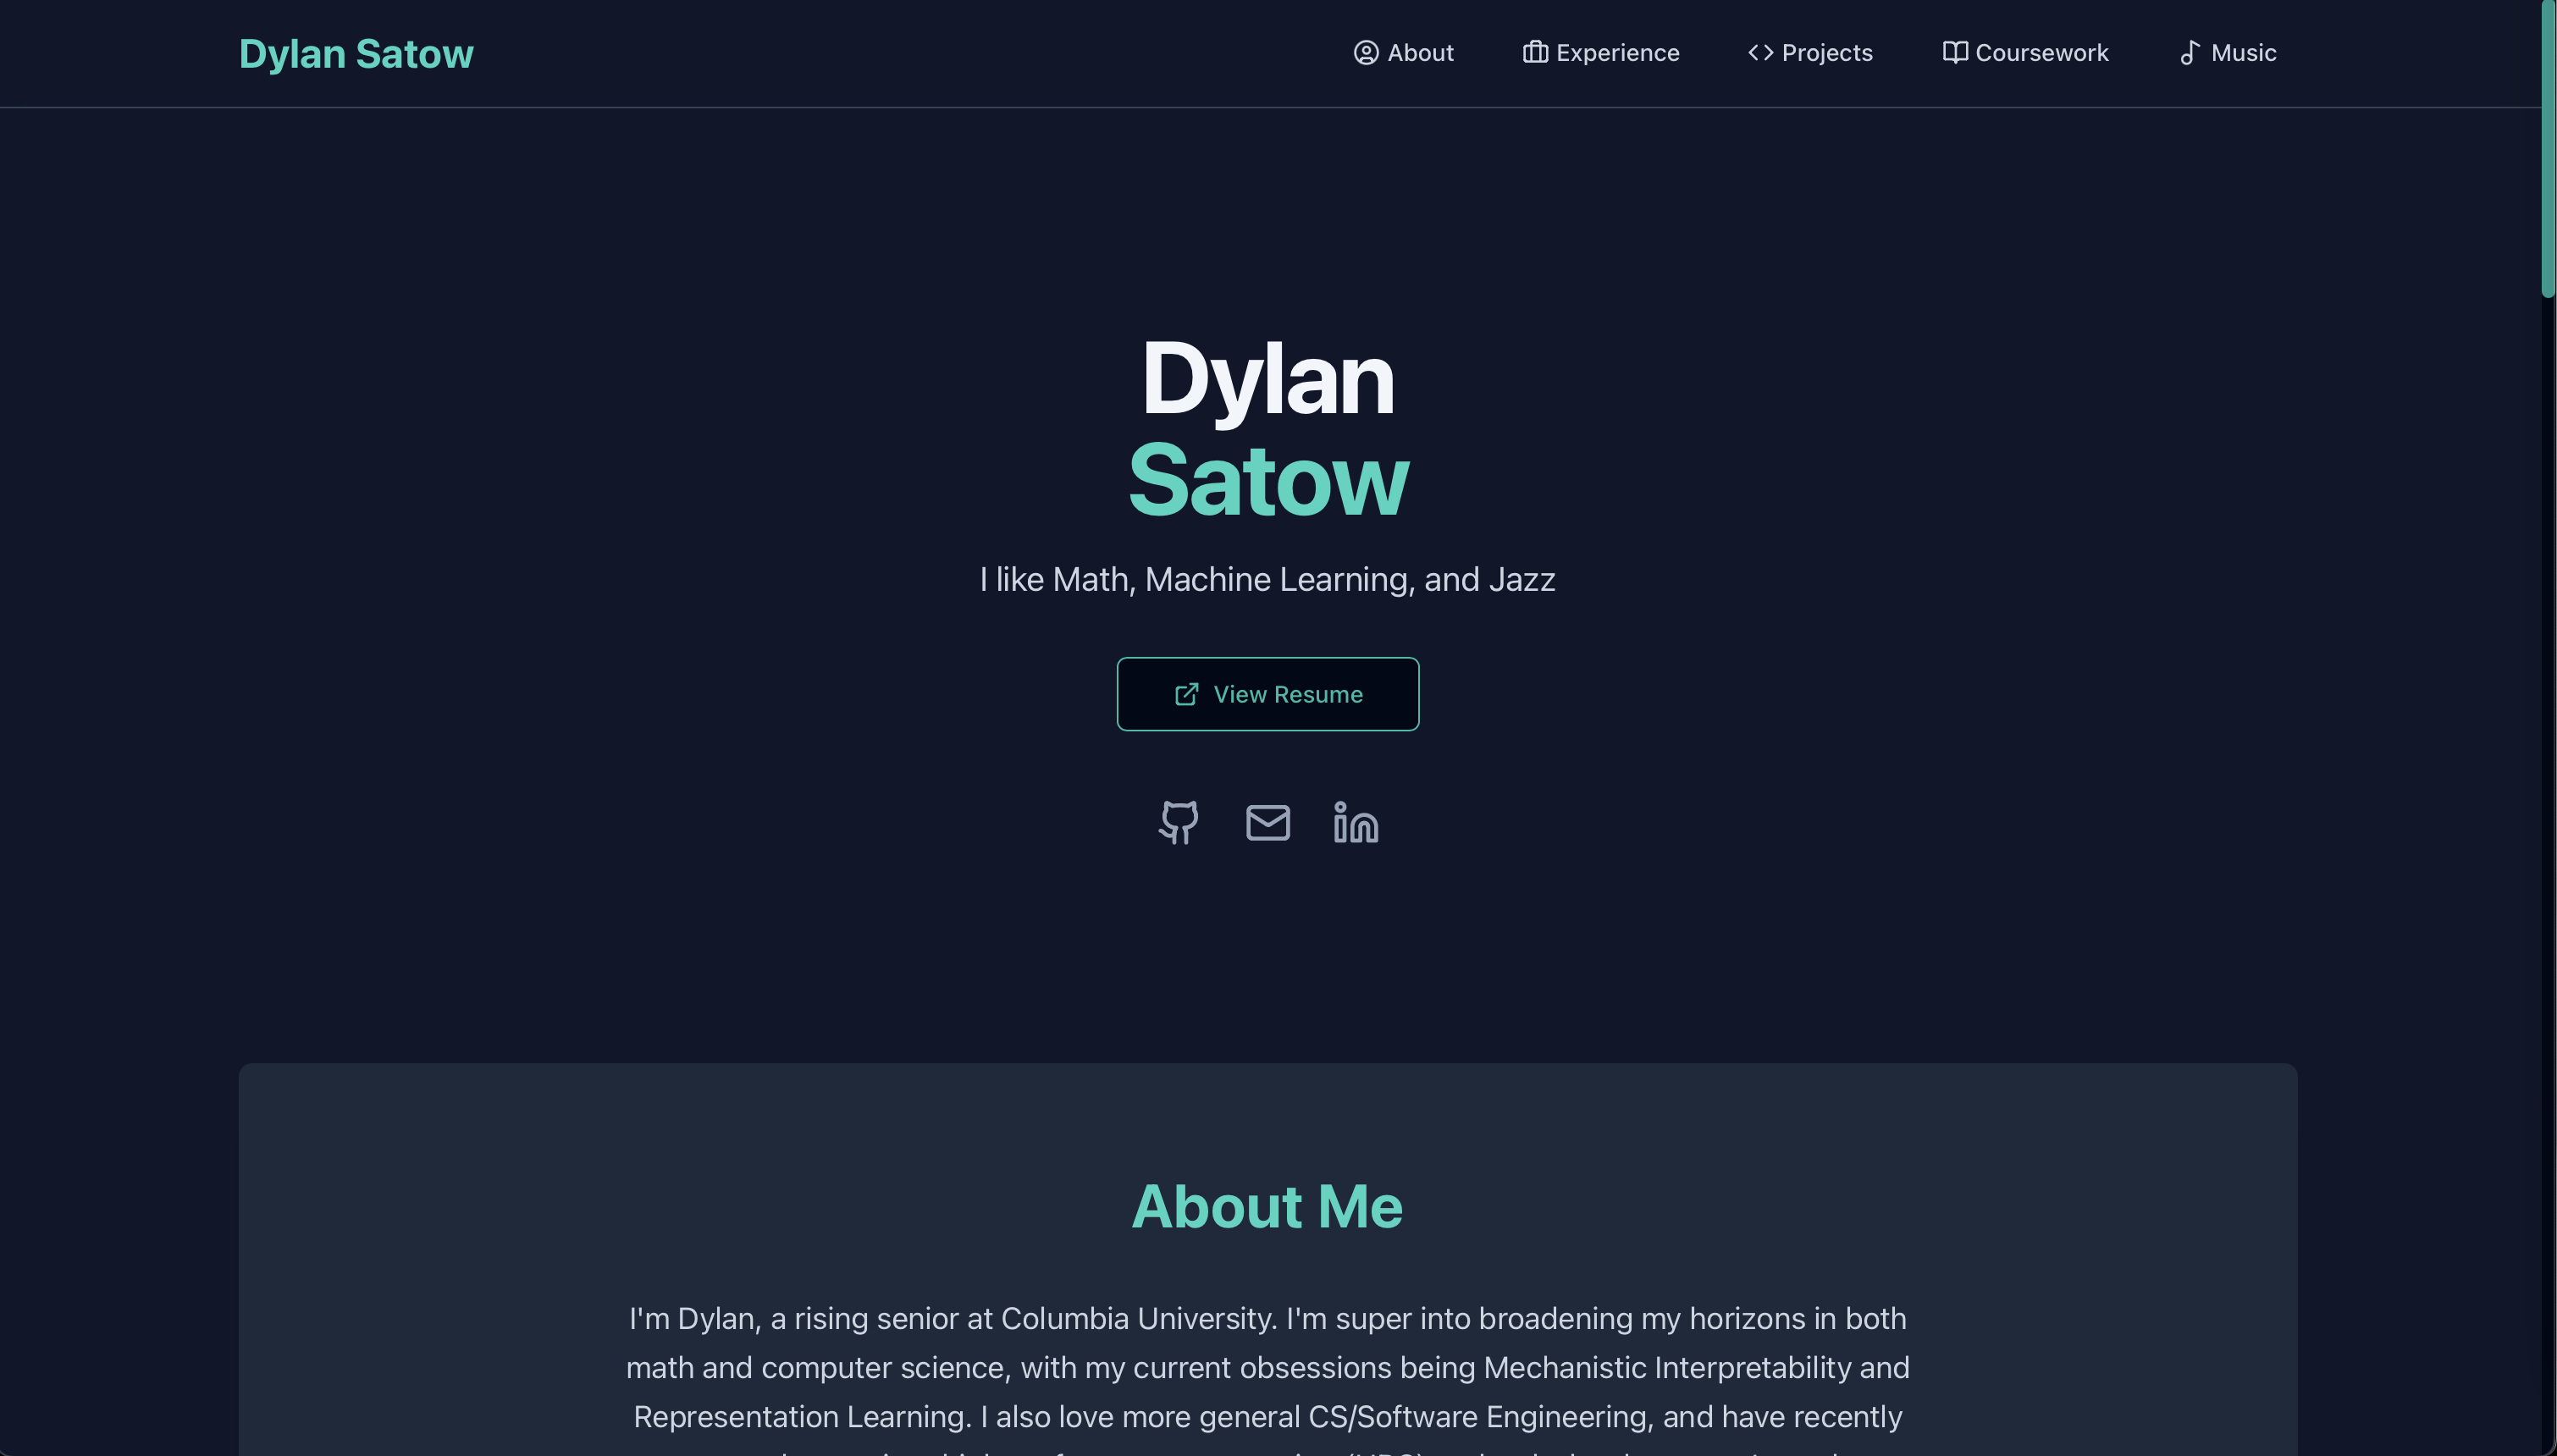 Dylan Satow
About
Experience
Projects
Coursework
Music
Dylan
Satow
I like Math, Machine Learning, and Jazz
View Resume
About Me
I'm Dylan, a rising senior at Columbia University. I'm super into broadening my horizons in both
math and computer science, with my current obsessions being Mechanistic Interpretability and
Representation Learning. I also love more general CS/Software Engineering, and have recently